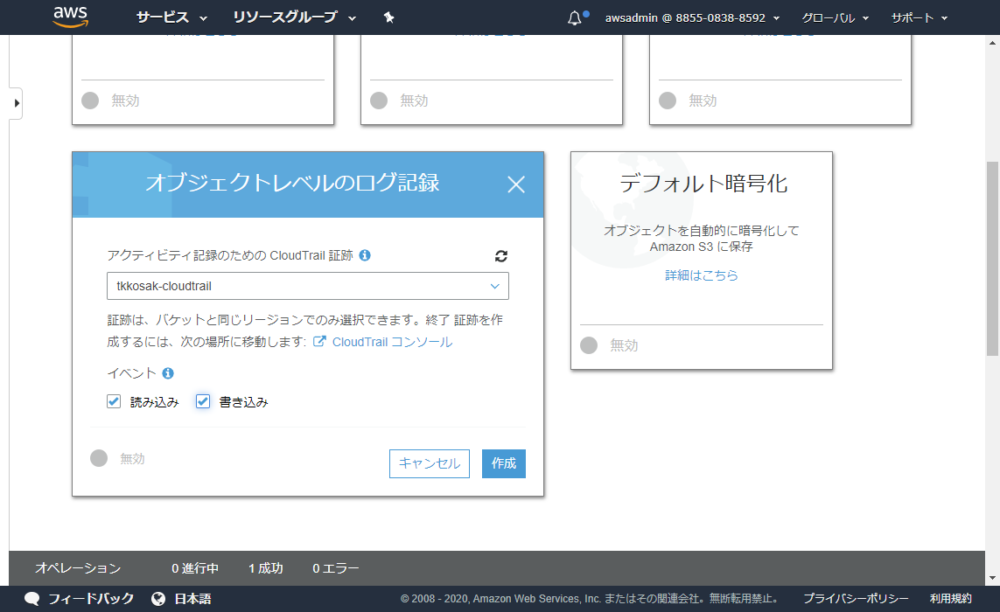 aws サービス リソースグループ awsadmin @ 8855-0838-8592 グローバル サポート
無効 無効 無効
オブジェクトレベルのログ記録
アクティビティ記録のための CloudTrail 証跡
tkkosak-cloudtrail
証跡は、バケットと同じリージョンでのみ選択できます。終了 証跡を作
成するには、次の場所に移動します: CloudTrail コンソール
イベント
読み込み 書き込み
無効 キャンセル 作成
デフォルト暗号化
オブジェクトを自動的に暗号化して
Amazon S3 に保存
詳細はこちら
無効
オペレーション 0 進行中 1 成功 0 エラー
フィードバック 日本語 © 2008 - 2020, Amazon Web Services, Inc. またはその関連会社。無断転用禁止。 プライバシーポリシー 利用規約